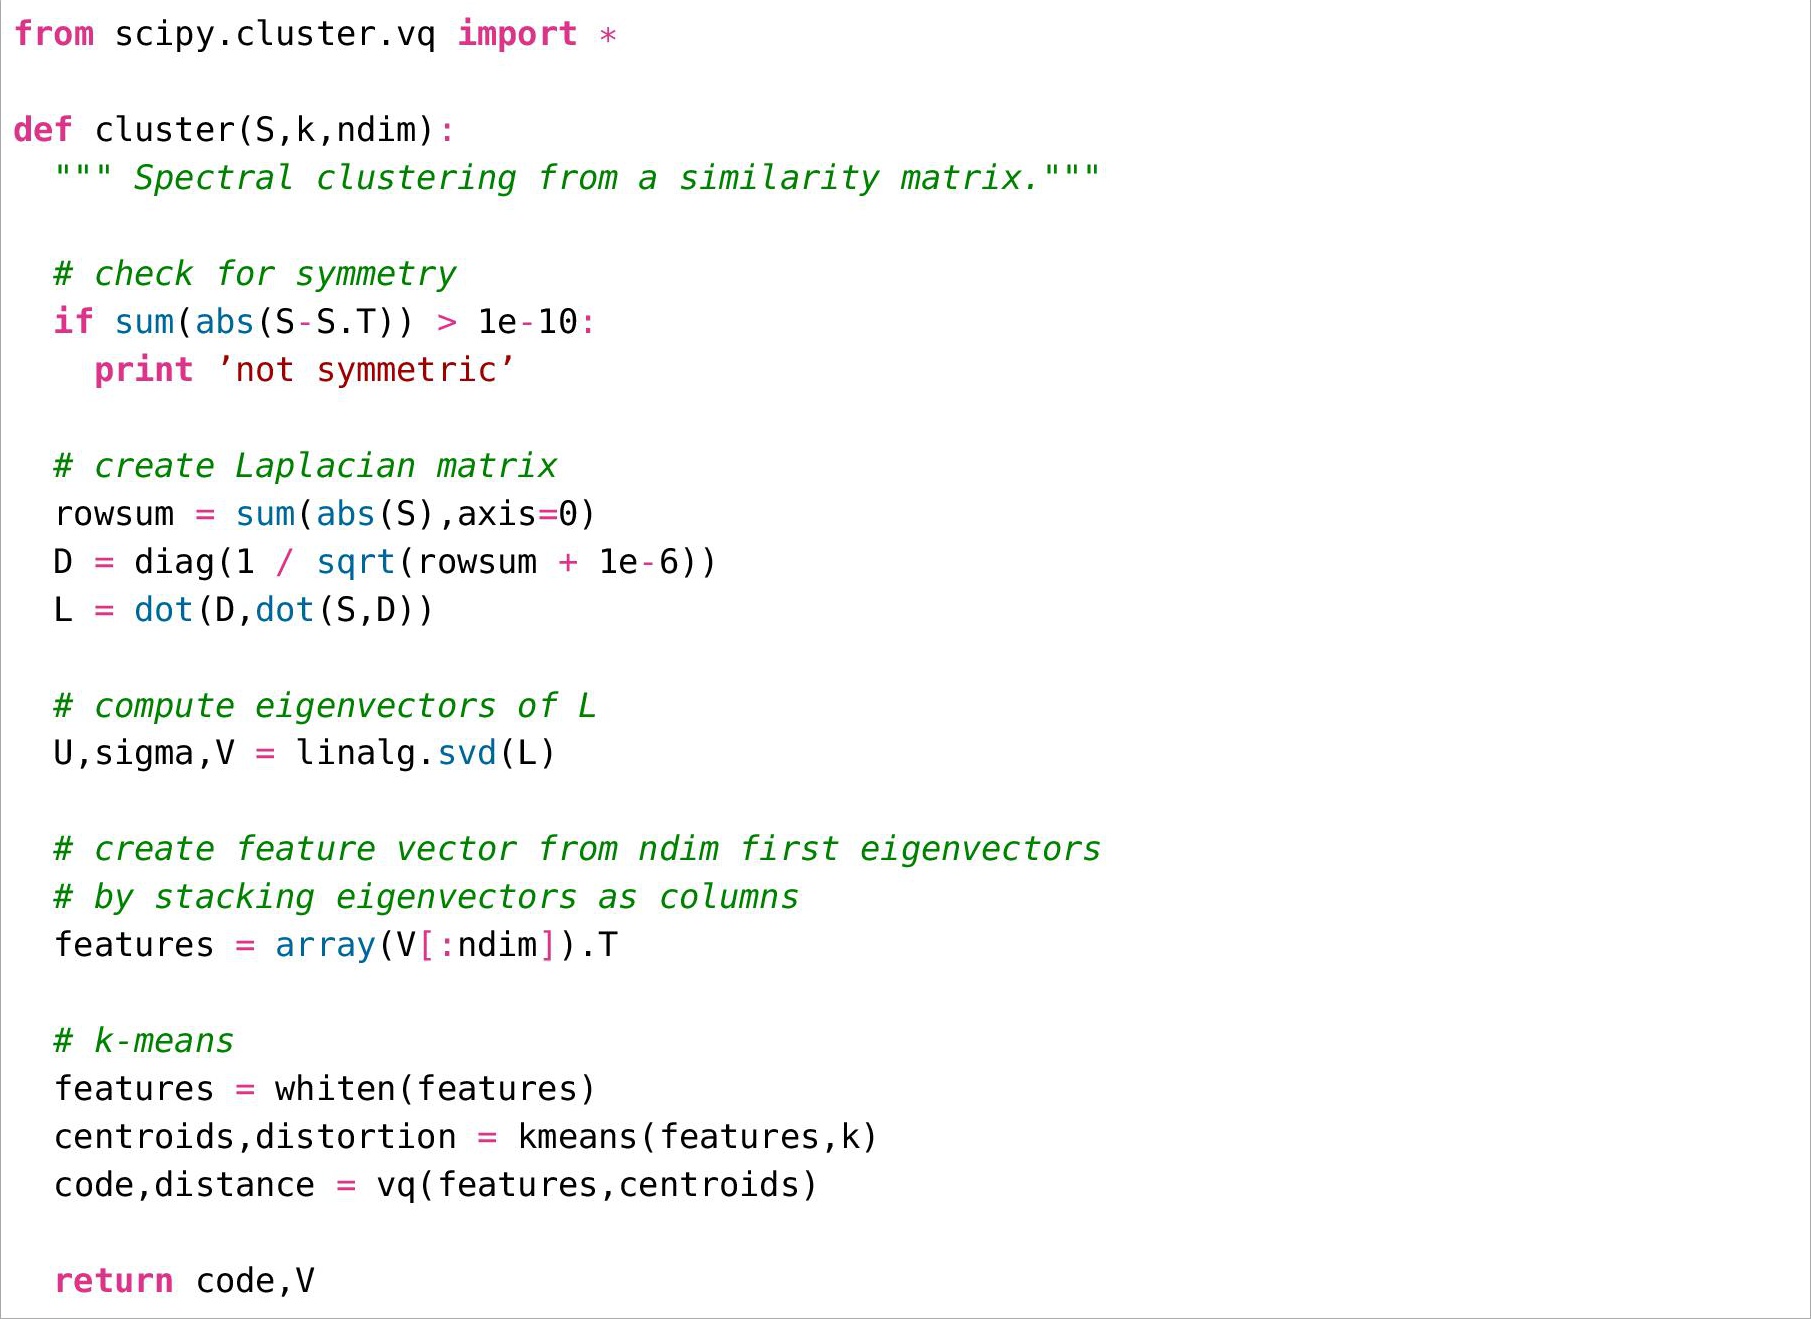 from scipy.cluster.vq import *

def cluster(S,k,ndim):
  """ Spectral clustering from a similarity matrix."""

  # check for symmetry
  if sum(abs(S-S.T)) > 1e-10:
    print ’not symmetric’

  # create Laplacian matrix
  rowsum = sum(abs(S),axis=0)
  D = diag(1 / sqrt(rowsum + 1e-6))
  L = dot(D,dot(S,D))

  # compute eigenvectors of L
  U,sigma,V = linalg.svd(L)

  # create feature vector from ndim first eigenvectors
  # by stacking eigenvectors as columns
  features = array(V[:ndim]).T

  # k-means
  features = whiten(features)
  centroids,distortion = kmeans(features,k)
  code,distance = vq(features,centroids)

  return code,V